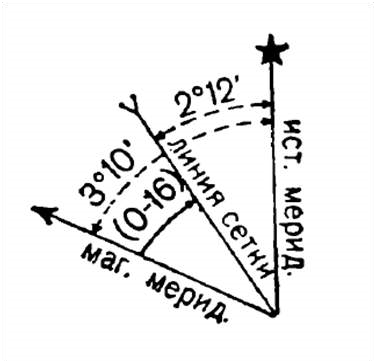 2°12'
3°10'
(0-16)
линия сетки
ист. мерид.
маг. мерид.